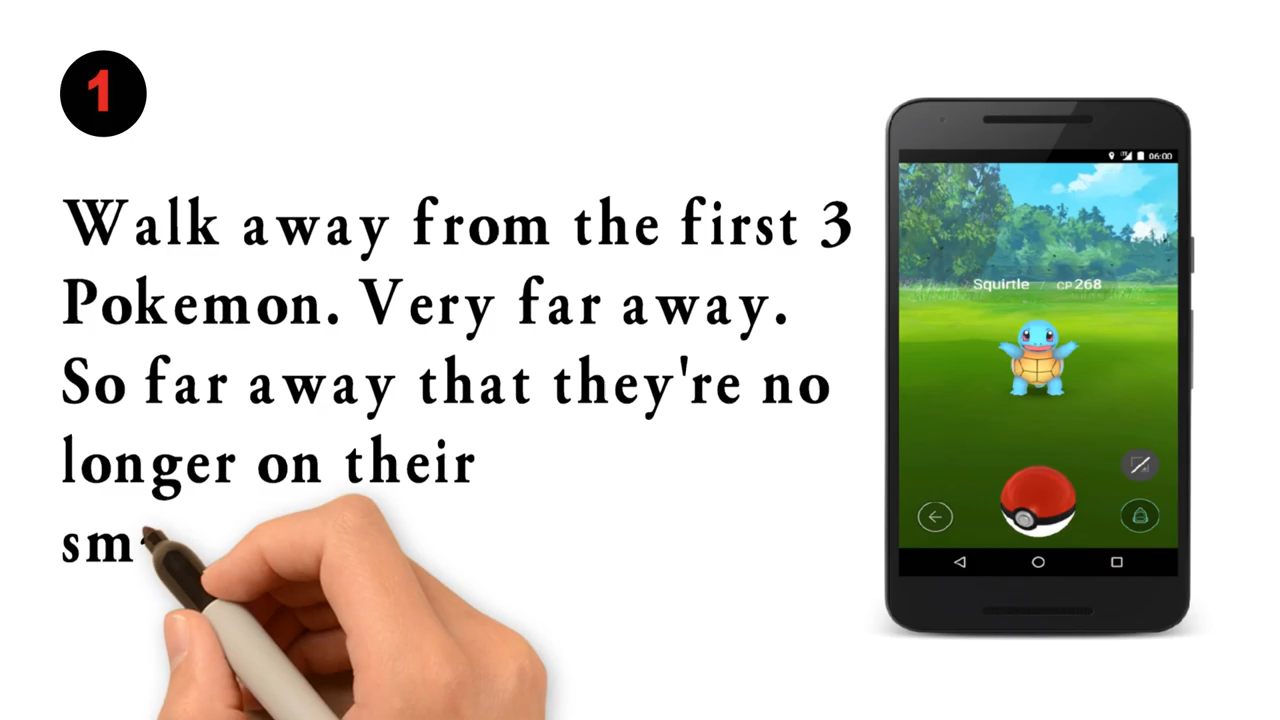 1
Walk away from the first 3
Pokemon. Very far away.
So far away that they're no
longer on their
sm
06:00
Squirtle / CP268